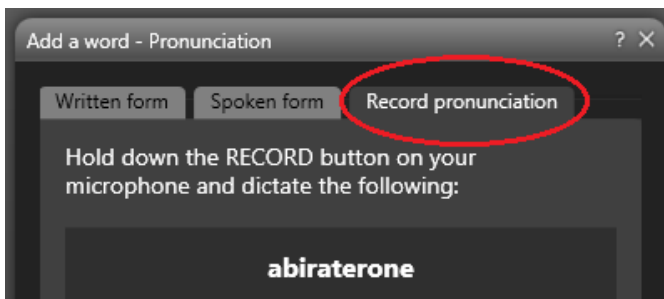 Add a word - Pronunciation ? ×
Written form Spoken form Record pronunciation
Hold down the RECORD button on your
microphone and dictate the following:
abiraterone